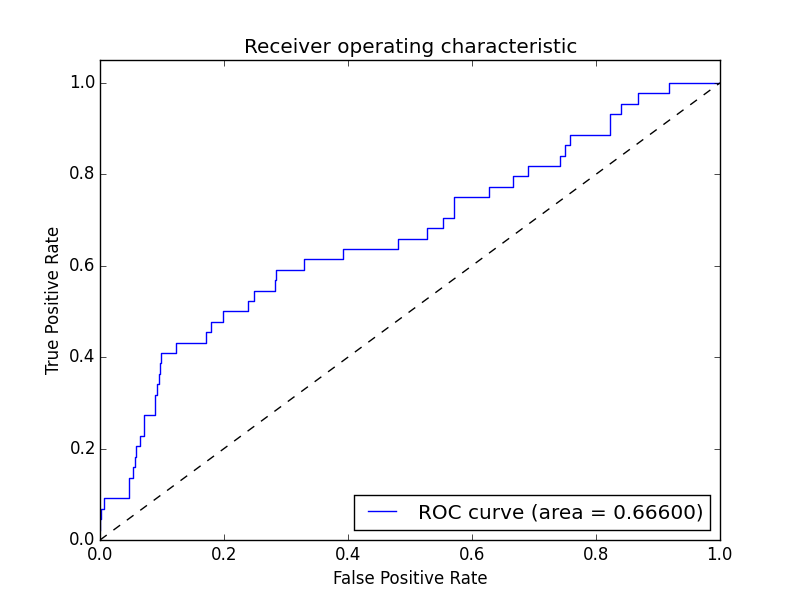 Receiver operating characteristic
1.0
0.8
0.6
0.4
0.2
0.0
True Positive Rate
ROC curve (area = 0.66600)
0.0 0.2 0.4 0.6 0.8 1.0
False Positive Rate